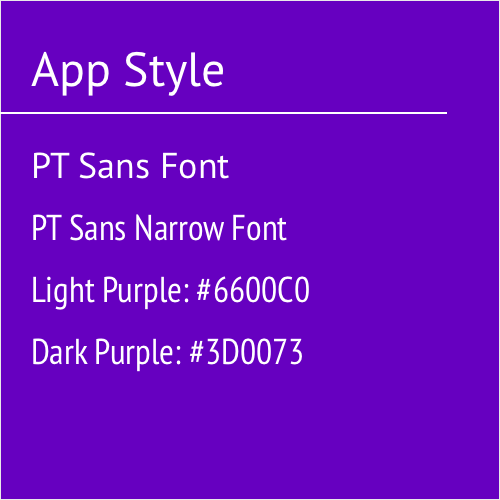 App Style
PT Sans Font
PT Sans Narrow Font
Light Purple: #6600C0
Dark Purple: #3D0073